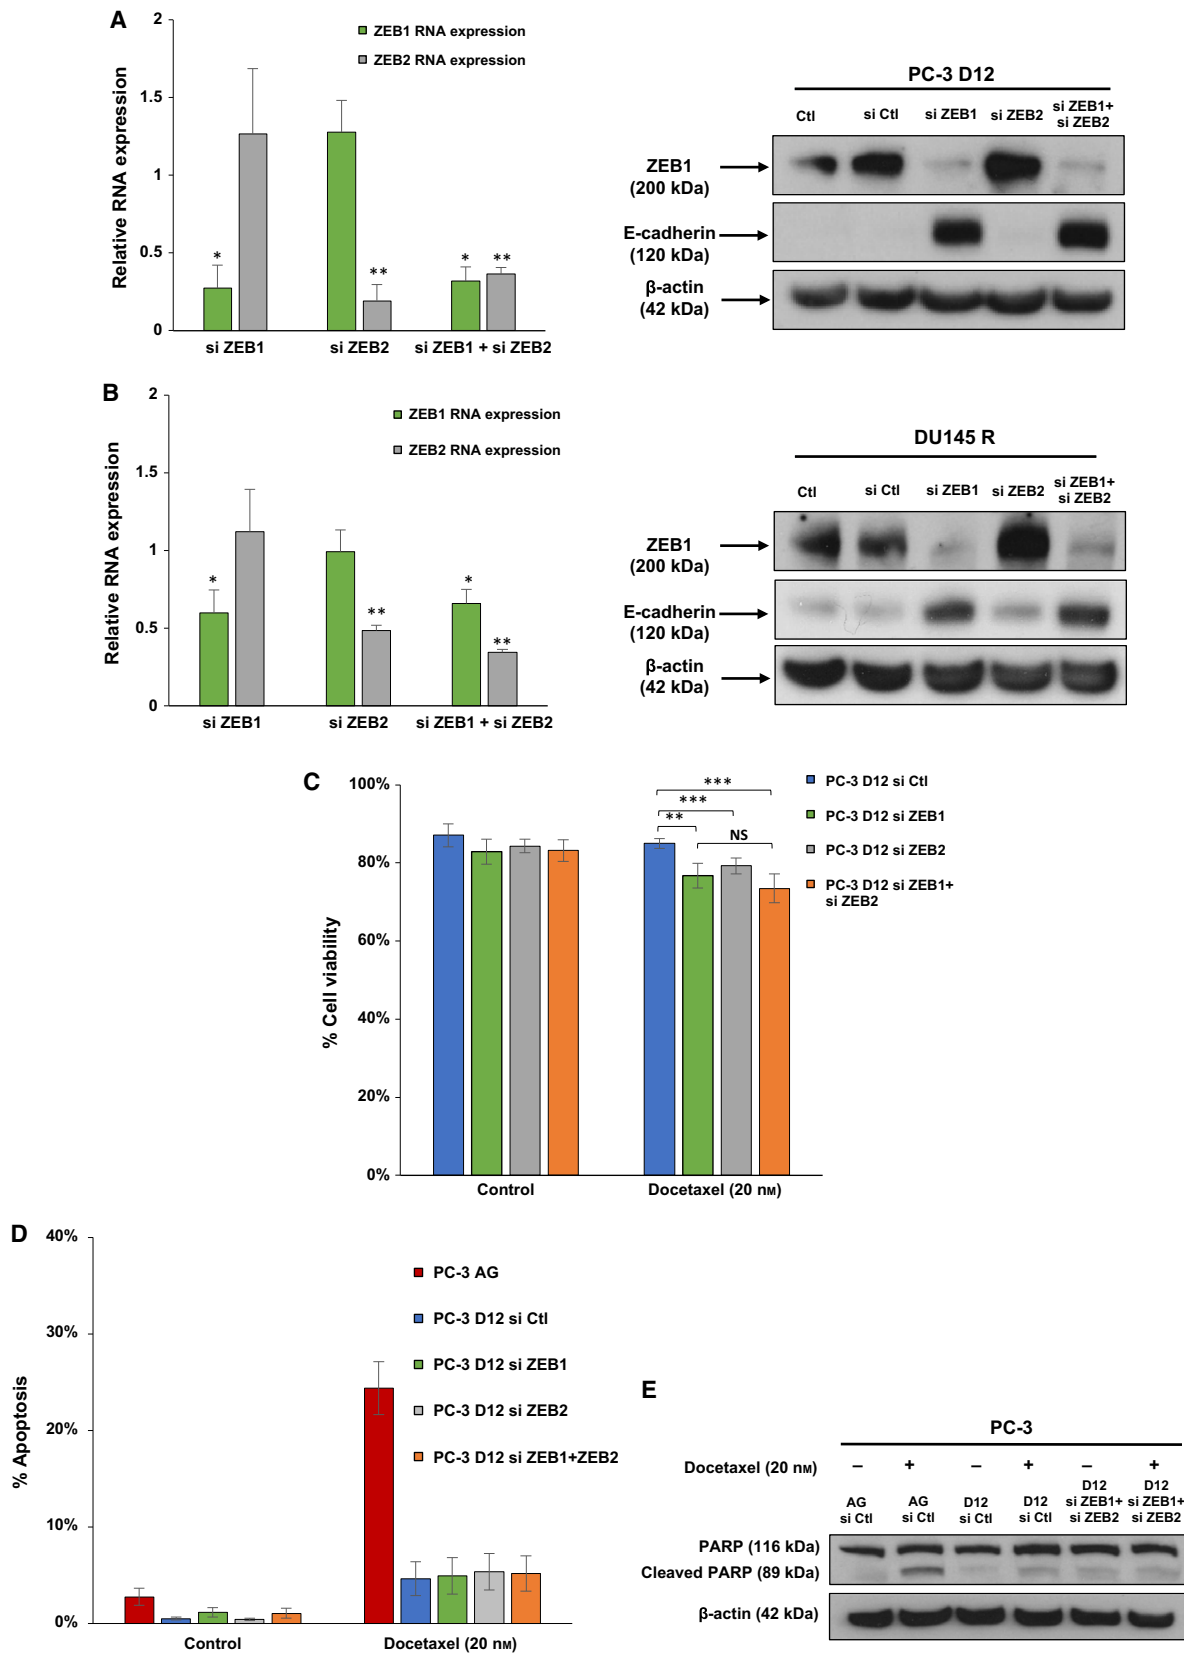 A
2
1.5
1
0.5
0
Relative RNA expression
ZEB1 RNA expression
ZEB2 RNA expression
*
**
*
**
si ZEB1
si ZEB2
si ZEB1 + si ZEB2
PC-3 D12
Ctl
si Ctl
si ZEB1
si ZEB2
si ZEB1+
si ZEB2
ZEB1
(200 kDa)
E-cadherin
(120 kDa)
β-actin
(42 kDa)
B
2
1.5
1
0.5
0
Relative RNA expression
ZEB1 RNA expression
ZEB2 RNA expression
*
**
*
**
si ZEB1
si ZEB2
si ZEB1 + si ZEB2
DU145 R
Ctl
si Ctl
si ZEB1
si ZEB2
si ZEB1+
si ZEB2
ZEB1
(200 kDa)
E-cadherin
(120 kDa)
β-actin
(42 kDa)
C
100%
80%
60%
40%
20%
0%
% Cell viability
***
***
**
NS
Control
Docetaxel (20 nM)
PC-3 D12 si Ctl
PC-3 D12 si ZEB1
PC-3 D12 si ZEB2
PC-3 D12 si ZEB1+
si ZEB2
D
40%
30%
20%
10%
0%
% Apoptosis
PC-3 AG
PC-3 D12 si Ctl
PC-3 D12 si ZEB1
PC-3 D12 si ZEB2
PC-3 D12 si ZEB1+ZEB2
Control
Docetaxel (20 nM)
E
PC-3
Docetaxel (20 nM) – + – + – +
AG
si Ctl
AG
si Ctl
D12
si Ctl
D12
si Ctl
D12
si ZEB1+
si ZEB2
D12
si ZEB1+
si ZEB2
PARP (116 kDa)
Cleaved PARP (89 kDa)
β-actin (42 kDa)